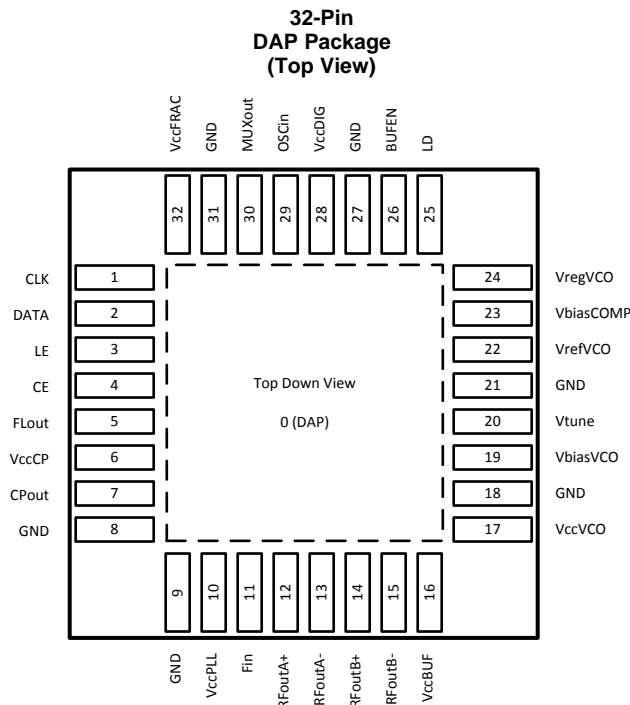 32-Pin
DAP Package
(Top View)
VccFRAC
GND
MUXout
OSCin
VccDIG
GND
BUFEN
LD
32
31
30
29
28
27
26
25
CLK 1
DATA 2
LE 3
CE 4
FLout 5
VccCP 6
CPout 7
GND 8
Top Down View
0 (DAP)
24 VregVCO
23 VbiasCOMP
22 VrefVCO
21 GND
20 Vtune
19 VbiasVCO
18 GND
17 VccVCO
9
10
11
12
13
14
15
16
GND
VccPLL
Fin
RFoutA+
RFoutA-
RFoutB+
RFoutB-
VccBUF